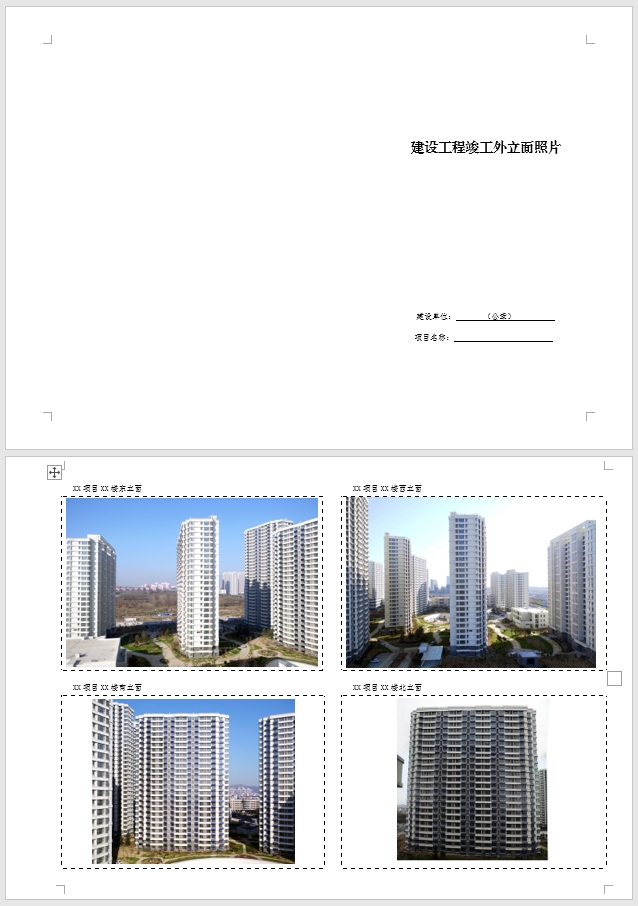 建设工程竣工外立面照片
建设单位：（公章）
项目名称：
XX 项目 XX 楼东立面
XX 项目 XX 楼西立面
XX 项目 XX 楼南立面
XX 项目 XX 楼北立面